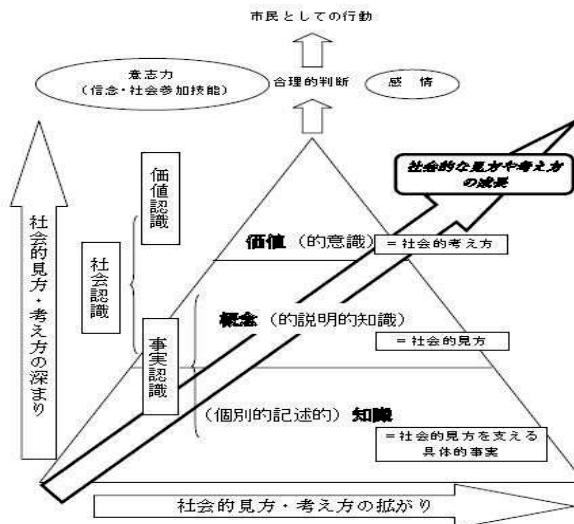 市民としての行動
意志力
(信念・社会参加技能)
合理的判断
感 情
社会的な見方や考え方
の成長
価値認識
社会認識
事実認識
社会的見方・考え方の深まり
価値 (的意識)
=社会的考え方
概念 (的説明的知識)
=社会的見方
(個別的記述的) 知識
=社会的見方を支える
具体的事実
社会的見方・考え方の拡がり